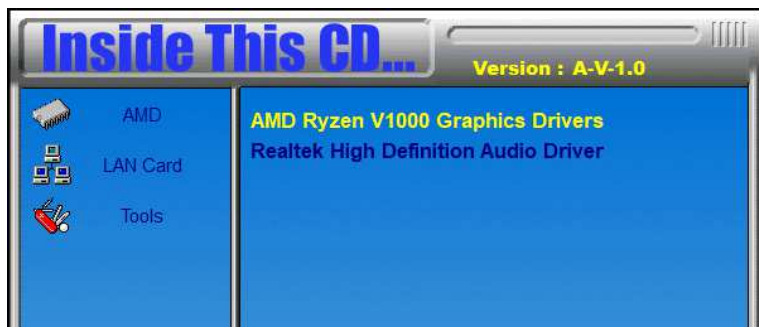 Inside This CD...
Version : A-V-1.0
AMD
LAN Card
Tools
AMD Ryzen V1000 Graphics Drivers
Realtek High Definition Audio Driver